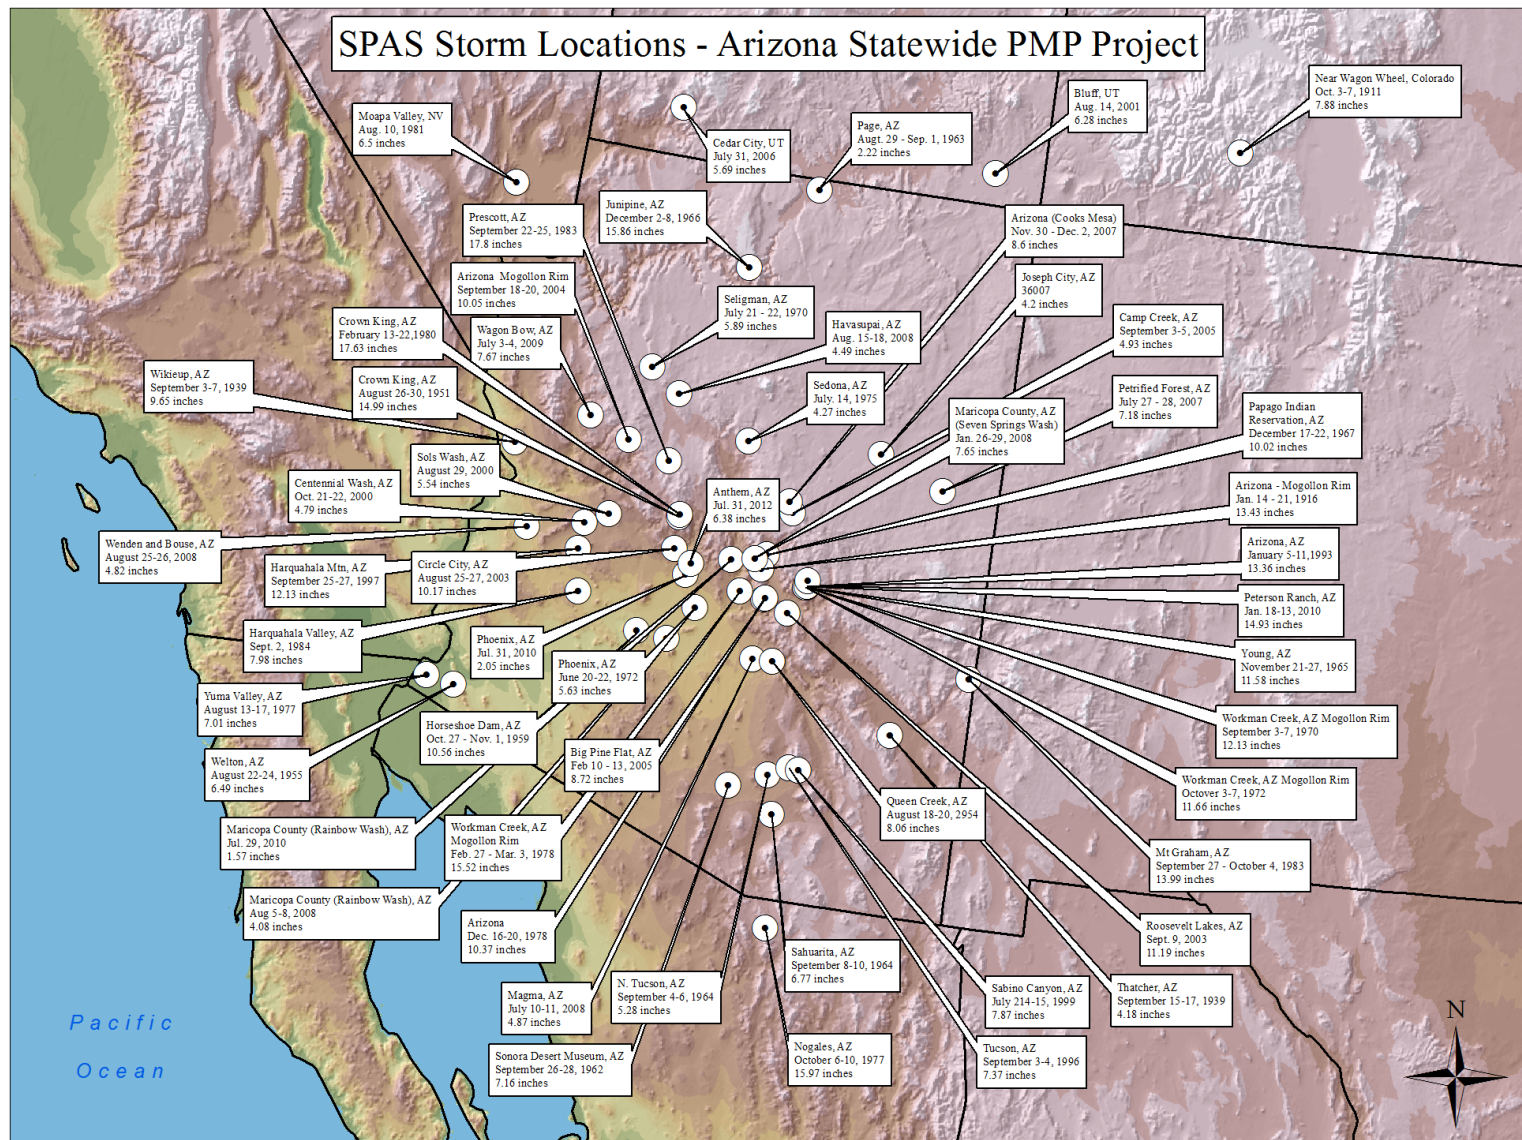 SPAS Storm Locations - Arizona Statewide PMP Project
Near Wagon Wheel, Colorado
Oct. 3-7, 1911
7.88 inches
Bluff, UT
Aug. 14, 2001
6.28 inches
Moapa Valley, NV
Aug. 10, 1981
6.5 inches
Page, AZ
Augt. 29 - Sep. 1, 1963
2.22 inches
Cedar City, UT
July 31, 2006
5.69 inches
Junipine, AZ
December 2-8, 1966
15.86 inches
Prescott, AZ
September 22-25, 1983
17.8 inches
Arizona (Cooks Mesa)
Nov. 30 - Dec. 2, 2007
8.6 inches
Arizona Mogollon Rim
September 18-20, 2004
10.05 inches
Joseph City, AZ
36007
4.2 inches
Seligman, AZ
July 21 - 22, 1970
5.89 inches
Crown King, AZ
February 13-22,1980
17.63 inches
Wagon Bow, AZ
July 3-4, 2009
7.67 inches
Havasupai, AZ
Aug. 15-18, 2008
4.49 inches
Camp Creek, AZ
September 3-5, 2005
4.93 inches
Wikieup, AZ
September 3-7, 1939
9.65 inches
Crown King, AZ
August 26-30, 1951
14.99 inches
Sedona, AZ
July. 14, 1975
4.27 inches
Petrified Forest, AZ
July 27 - 28, 2007
7.18 inches
Maricopa County, AZ
(Seven Springs Wash)
Jan. 26-29, 2008
7.65 inches
Papago Indian
Reservation, AZ
December 17-22, 1967
10.02 inches
Sols Wash, AZ
August 29, 2000
5.54 inches
Centennial Wash, AZ
Oct. 21-22, 2000
4.79 inches
Anthem, AZ
Jul. 31, 2012
6.38 inches
Arizona - Mogollon Rim
Jan. 14 - 21, 1916
13.43 inches
Wenden and Bouse, AZ
August 25-26, 2008
4.82 inches
Harquahala Mtn, AZ
September 25-27, 1997
12.13 inches
Circle City, AZ
August 25-27, 2003
10.17 inches
Arizona, AZ
January 5-11,1993
13.36 inches
Peterson Ranch, AZ
Jan. 18-13, 2010
14.93 inches
Harquahala Valley, AZ
Sept. 2, 1984
7.98 inches
Phoenix, AZ
Jul. 31, 2010
2.05 inches
Phoenix, AZ
June 20-22, 1972
5.63 inches
Young, AZ
November 21-27, 1965
11.58 inches
Yuma Valley, AZ
August 13-17, 1977
7.01 inches
Horseshoe Dam, AZ
Oct. 27 - Nov. 1, 1959
10.56 inches
Workman Creek, AZ Mogollon Rim
September 3-7, 1970
12.13 inches
Welton, AZ
August 22-24, 1955
6.49 inches
Big Pine Flat, AZ
Feb 10 - 13, 2005
8.72 inches
Workman Creek, AZ Mogollon Rim
Octover 3-7, 1972
11.66 inches
Queen Creek, AZ
August 18-20, 2954
8.06 inches
Maricopa County (Rainbow Wash), AZ
Jul. 29, 2010
1.57 inches
Workman Creek, AZ
Mogollon Rim
Feb. 27 - Mar. 3, 1978
15.52 inches
Mt Graham, AZ
September 27 - October 4, 1983
13.99 inches
Maricopa County (Rainbow Wash), AZ
Aug 5-8, 2008
4.08 inches
Arizona
Dec. 16-20, 1978
10.37 inches
Roosevelt Lakes, AZ
Sept. 9, 2003
11.19 inches
Sahuarita, AZ
Spetember 8-10, 1964
6.77 inches
Magma, AZ
July 10-11, 2008
4.87 inches
N. Tucson, AZ
September 4-6, 1964
5.28 inches
Sabino Canyon, AZ
July 214-15, 1999
7.87 inches
Thatcher, AZ
September 15-17, 1939
4.18 inches
Sonora Desert Museum, AZ
September 26-28, 1962
7.16 inches
Nogales, AZ
October 6-10, 1977
15.97 inches
Tucson, AZ
September 3-4, 1996
7.37 inches
Pacific
Ocean
N